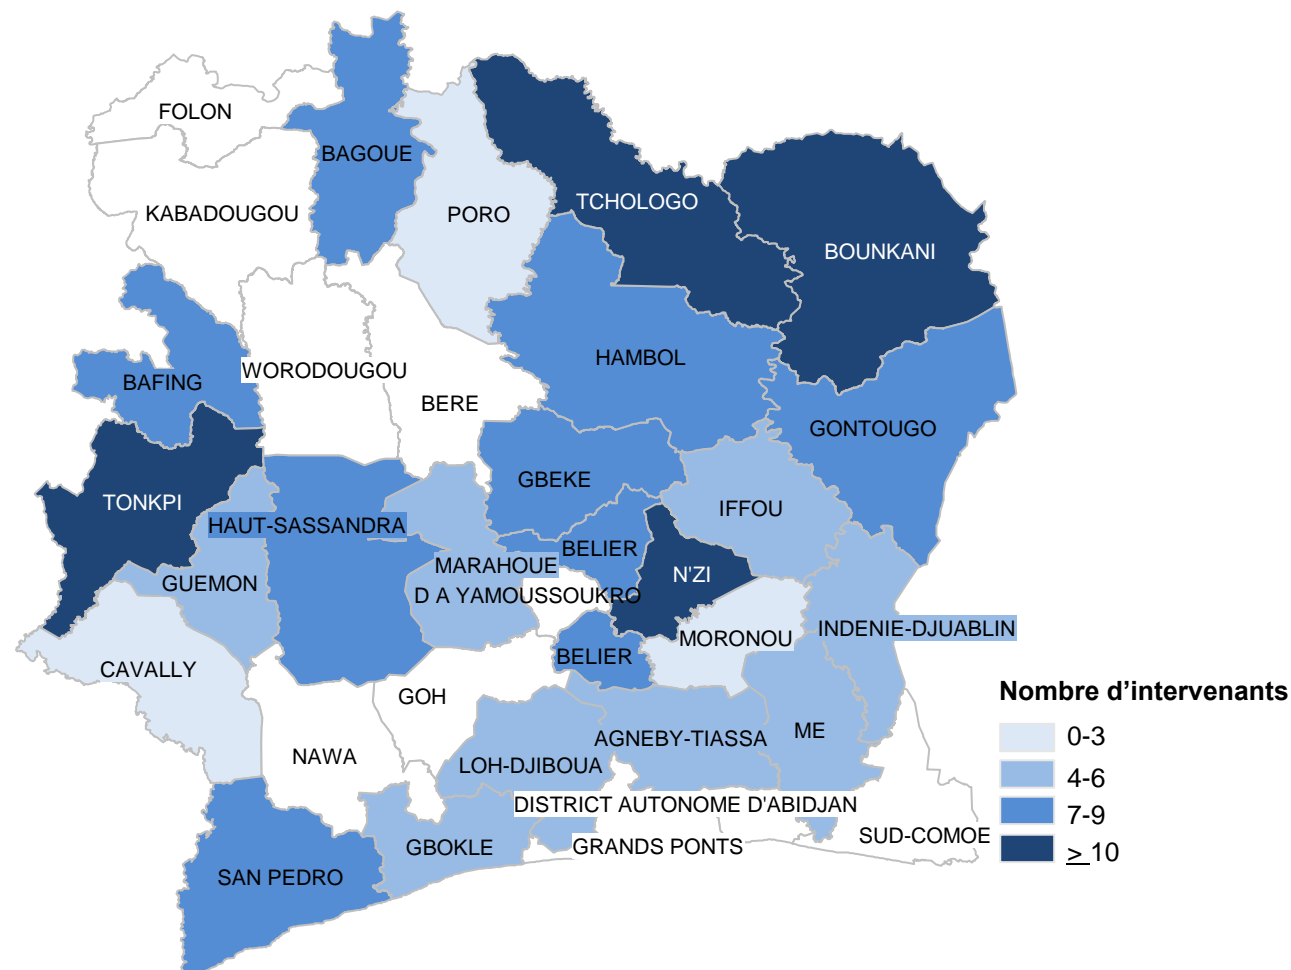 FOLON
BAGOUE
KABADOUGOU
PORO
TCHOLOGO
BOUNKANI
WORODOUGOU
HAMBOL
BAFING
BERE
GONTOUGO
GBEKE
TONKPI
IFFOU
HAUT-SASSANDRA
BELIER
MARAHOUE
N'ZI
GUEMON
D A YAMOUSSOUKRO
INDENIE-DJUABLIN
MORONOU
BELIER
CAVALLY
GOH
Nombre d’intervenants
ME
AGNEBY-TIASSA
0-3
NAWA
LOH-DJIBOUA
4-6
DISTRICT AUTONOME D'ABIDJAN
7-9
SUD-COMOE
GBOKLE
GRANDS PONTS
> 10
SAN PEDRO